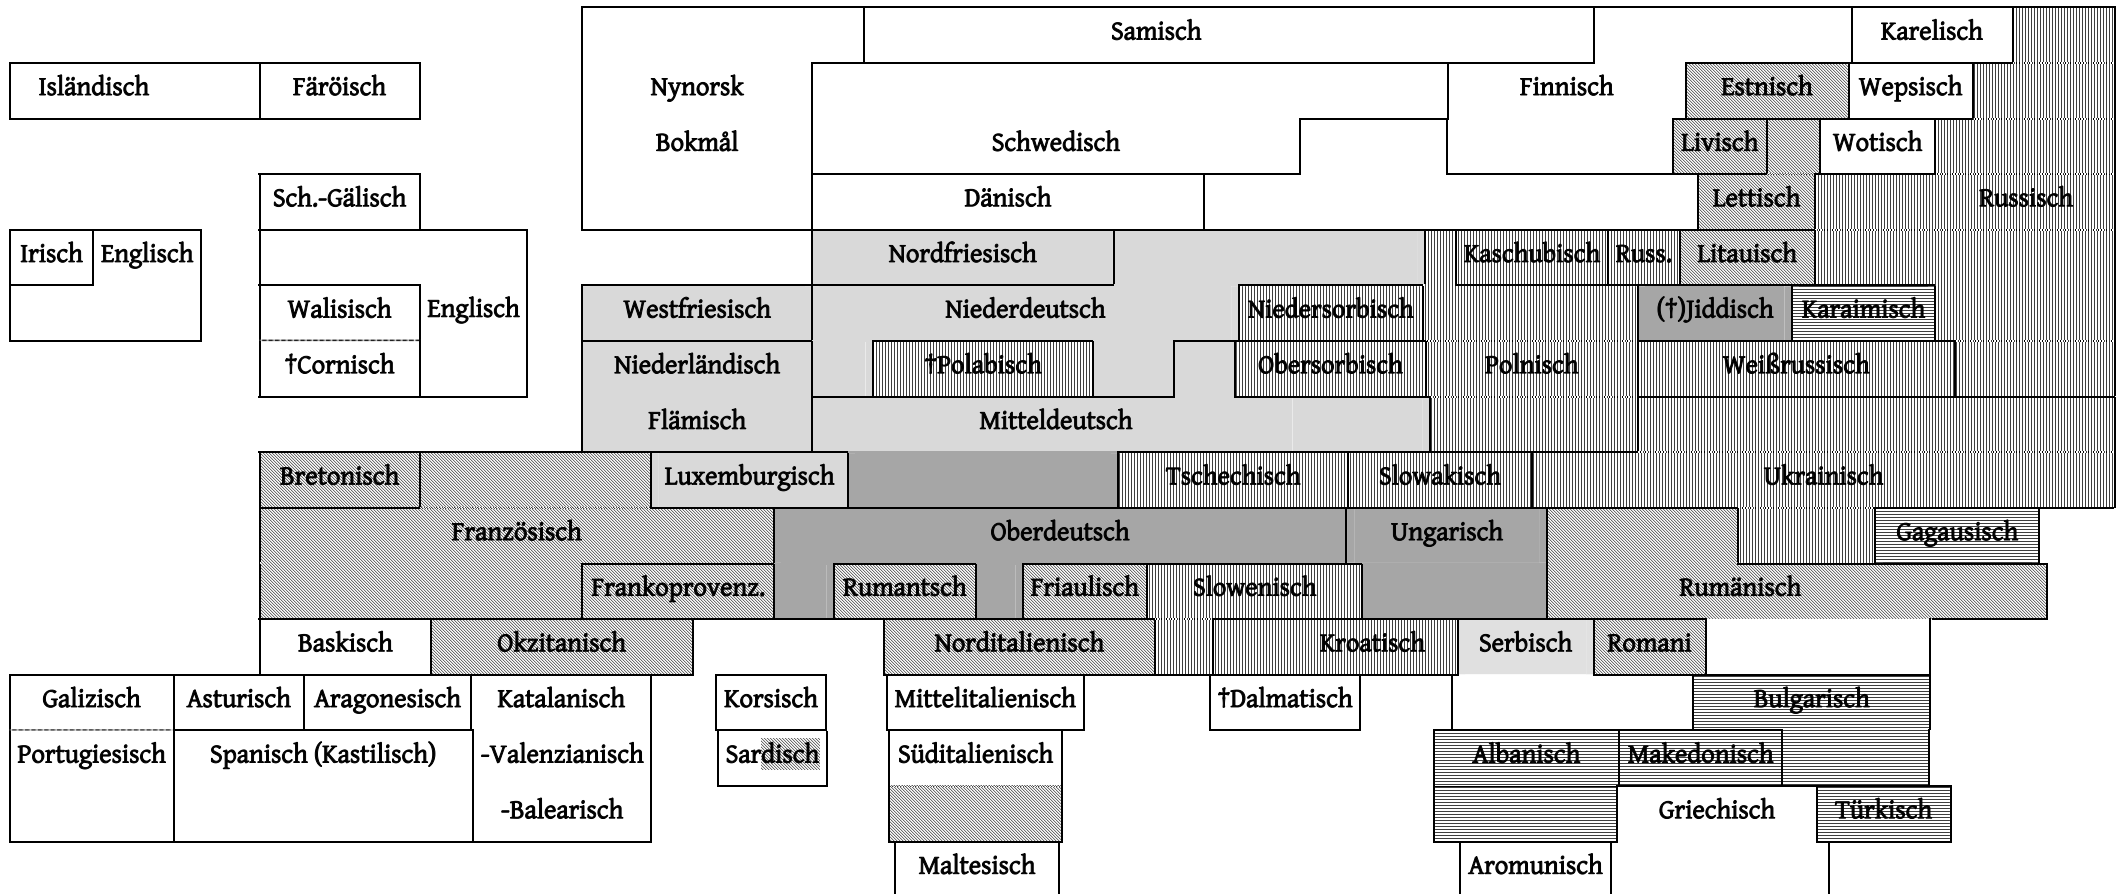 Samisch Karelisch
Isländisch Färöisch Nynorsk Finnisch Estnisch Wepsisch
Bokmål Schwedisch Livisch Wotisch
Sch.-Gälisch Dänisch Lettisch Russisch
Irisch Englisch Nordfriesisch Kaschubisch Russ. Litauisch
Walisisch Englisch Westfriesisch Niederdeutsch Niedersorbisch (†)Jiddisch Karaimisch
†Cornisch Niederländisch †Polabisch Obersorbisch Polnisch Weißrussisch
Flämisch Mitteldeutsch
Bretonisch Luxemburgisch Tschechisch Slowakisch Ukrainisch
Französisch Oberdeutsch Ungarisch Gagausisch
Frankoprovenz. Rumantsch Friaulisch Slowenisch Rumänisch
Baskisch Okzitanisch Norditalienisch Kroatisch Serbisch Romani
Galizisch Asturisch Aragonesisch Katalanisch Korsisch Mittelitalienisch †Dalmatisch Bulgarisch
Portugiesisch Spanisch (Kastilisch) -Valenzianisch Sardisch Süditalienisch Albanisch Makedonisch
-Balearisch Griechisch Türkisch
Maltesisch Aromunisch